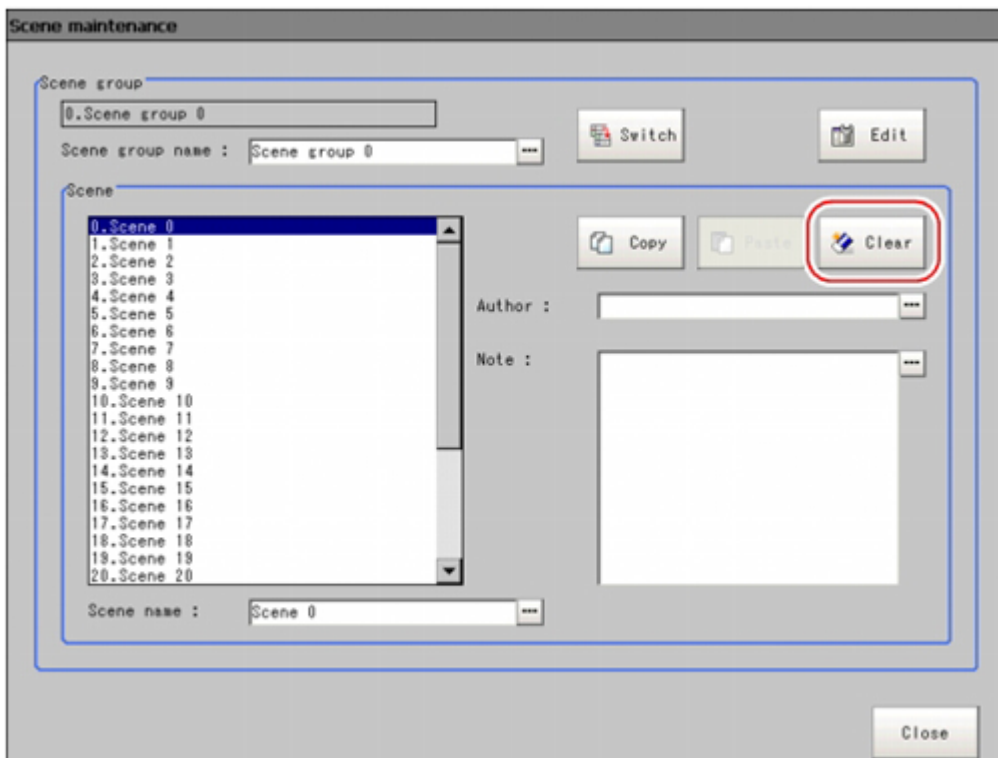 Scene maintenance
Scene group
0.Scene group 0
Scene group name : Scene group 0 ...
Switch
Edit
Scene
0.Scene 0
1.Scene 1
2.Scene 2
3.Scene 3
4.Scene 4
5.Scene 5
6.Scene 6
7.Scene 7
8.Scene 8
9.Scene 9
10.Scene 10
11.Scene 11
12.Scene 12
13.Scene 13
14.Scene 14
15.Scene 15
16.Scene 16
17.Scene 17
18.Scene 18
19.Scene 19
20.Scene 20
Copy
Paste
Clear
Author : ...
Note : ...
Scene name : Scene 0 ...
Close